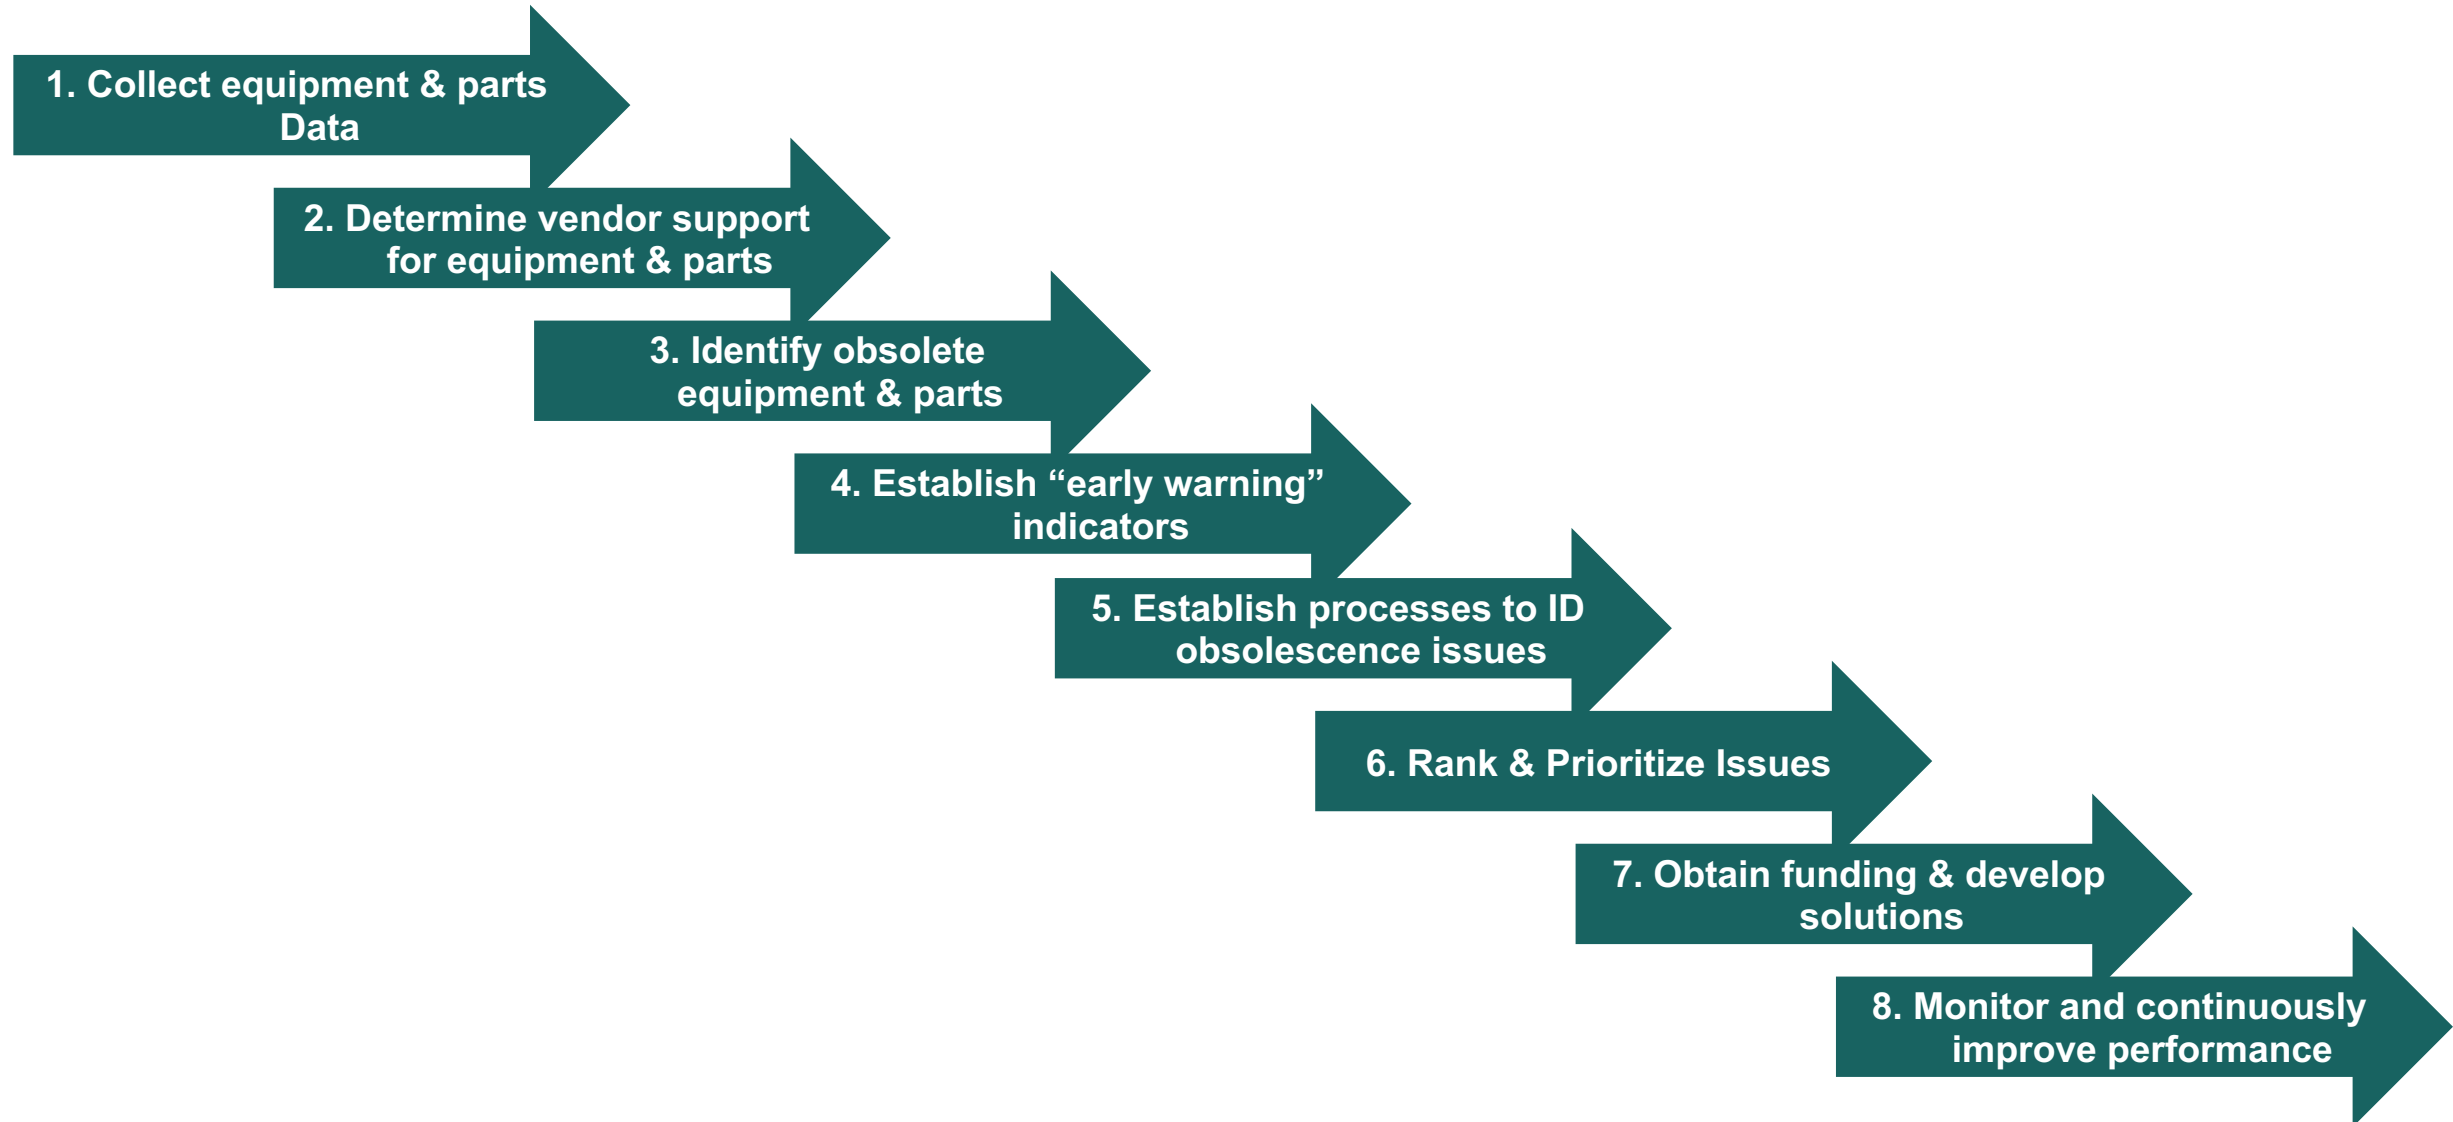 1. Collect equipment & parts
Data
2. Determine vendor support
for equipment & parts
3. Identify obsolete
equipment & parts
4. Establish “early warning”
indicators
5. Establish processes to ID
obsolescence issues
6. Rank & Prioritize Issues
7. Obtain funding & develop
solutions
8. Monitor and continuously
improve performance